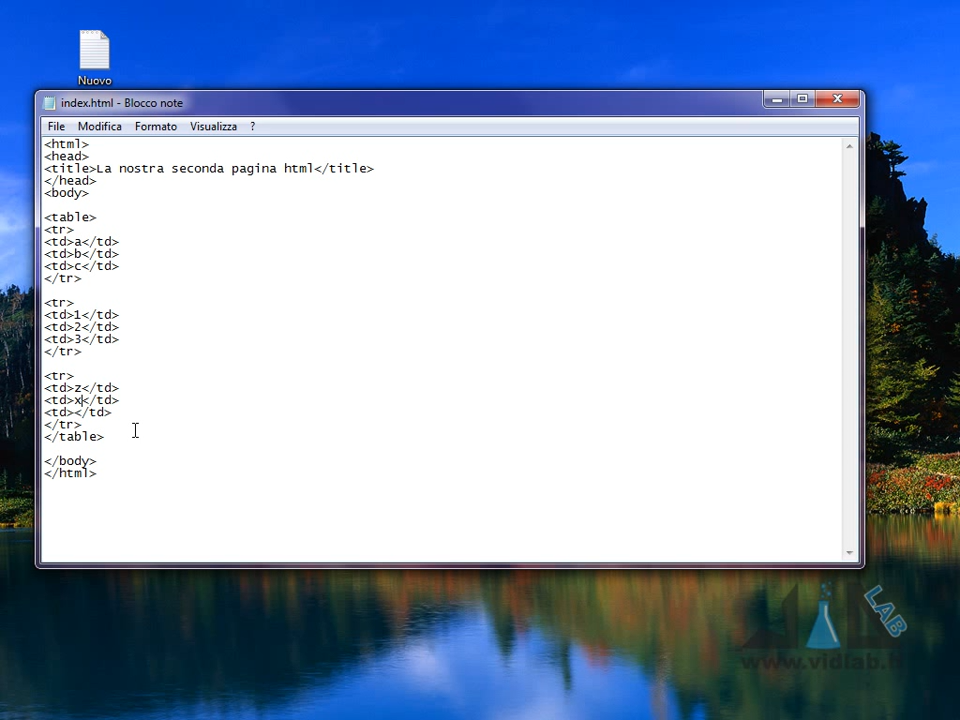 Nuovo
index.html - Blocco note
File Modifica Formato Visualizza ?
<html>
<head>
<title>La nostra seconda pagina html</title>
</head>
<body>
<table>
<tr>
<td>a</td>
<td>b</td>
<td>c</td>
</tr>
<tr>
<td>1</td>
<td>2</td>
<td>3</td>
</tr>
<tr>
<td>z</td>
<td>x</td>
<td></td>
</tr>
</table>
</body>
</html>
LAB